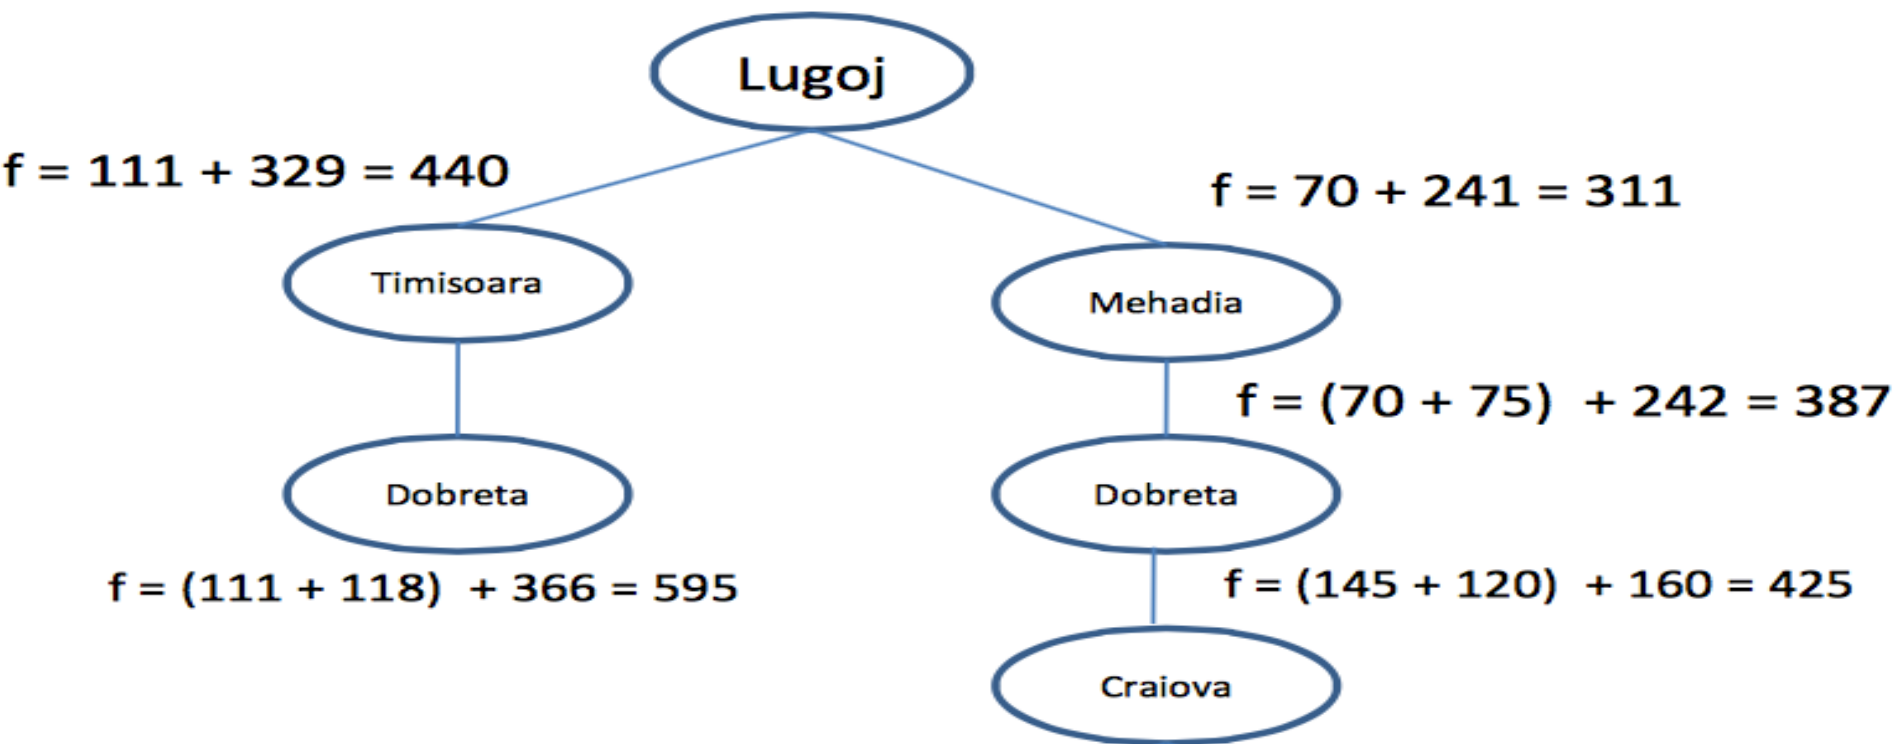 Lugoj
f = 111 + 329 = 440
f = 70 + 241 = 311
Timisoara
Mehadia
f = (70 + 75) + 242 = 387
Dobreta
Dobreta
f = (111 + 118) + 366 = 595
f = (145 + 120) + 160 = 425
Craiova